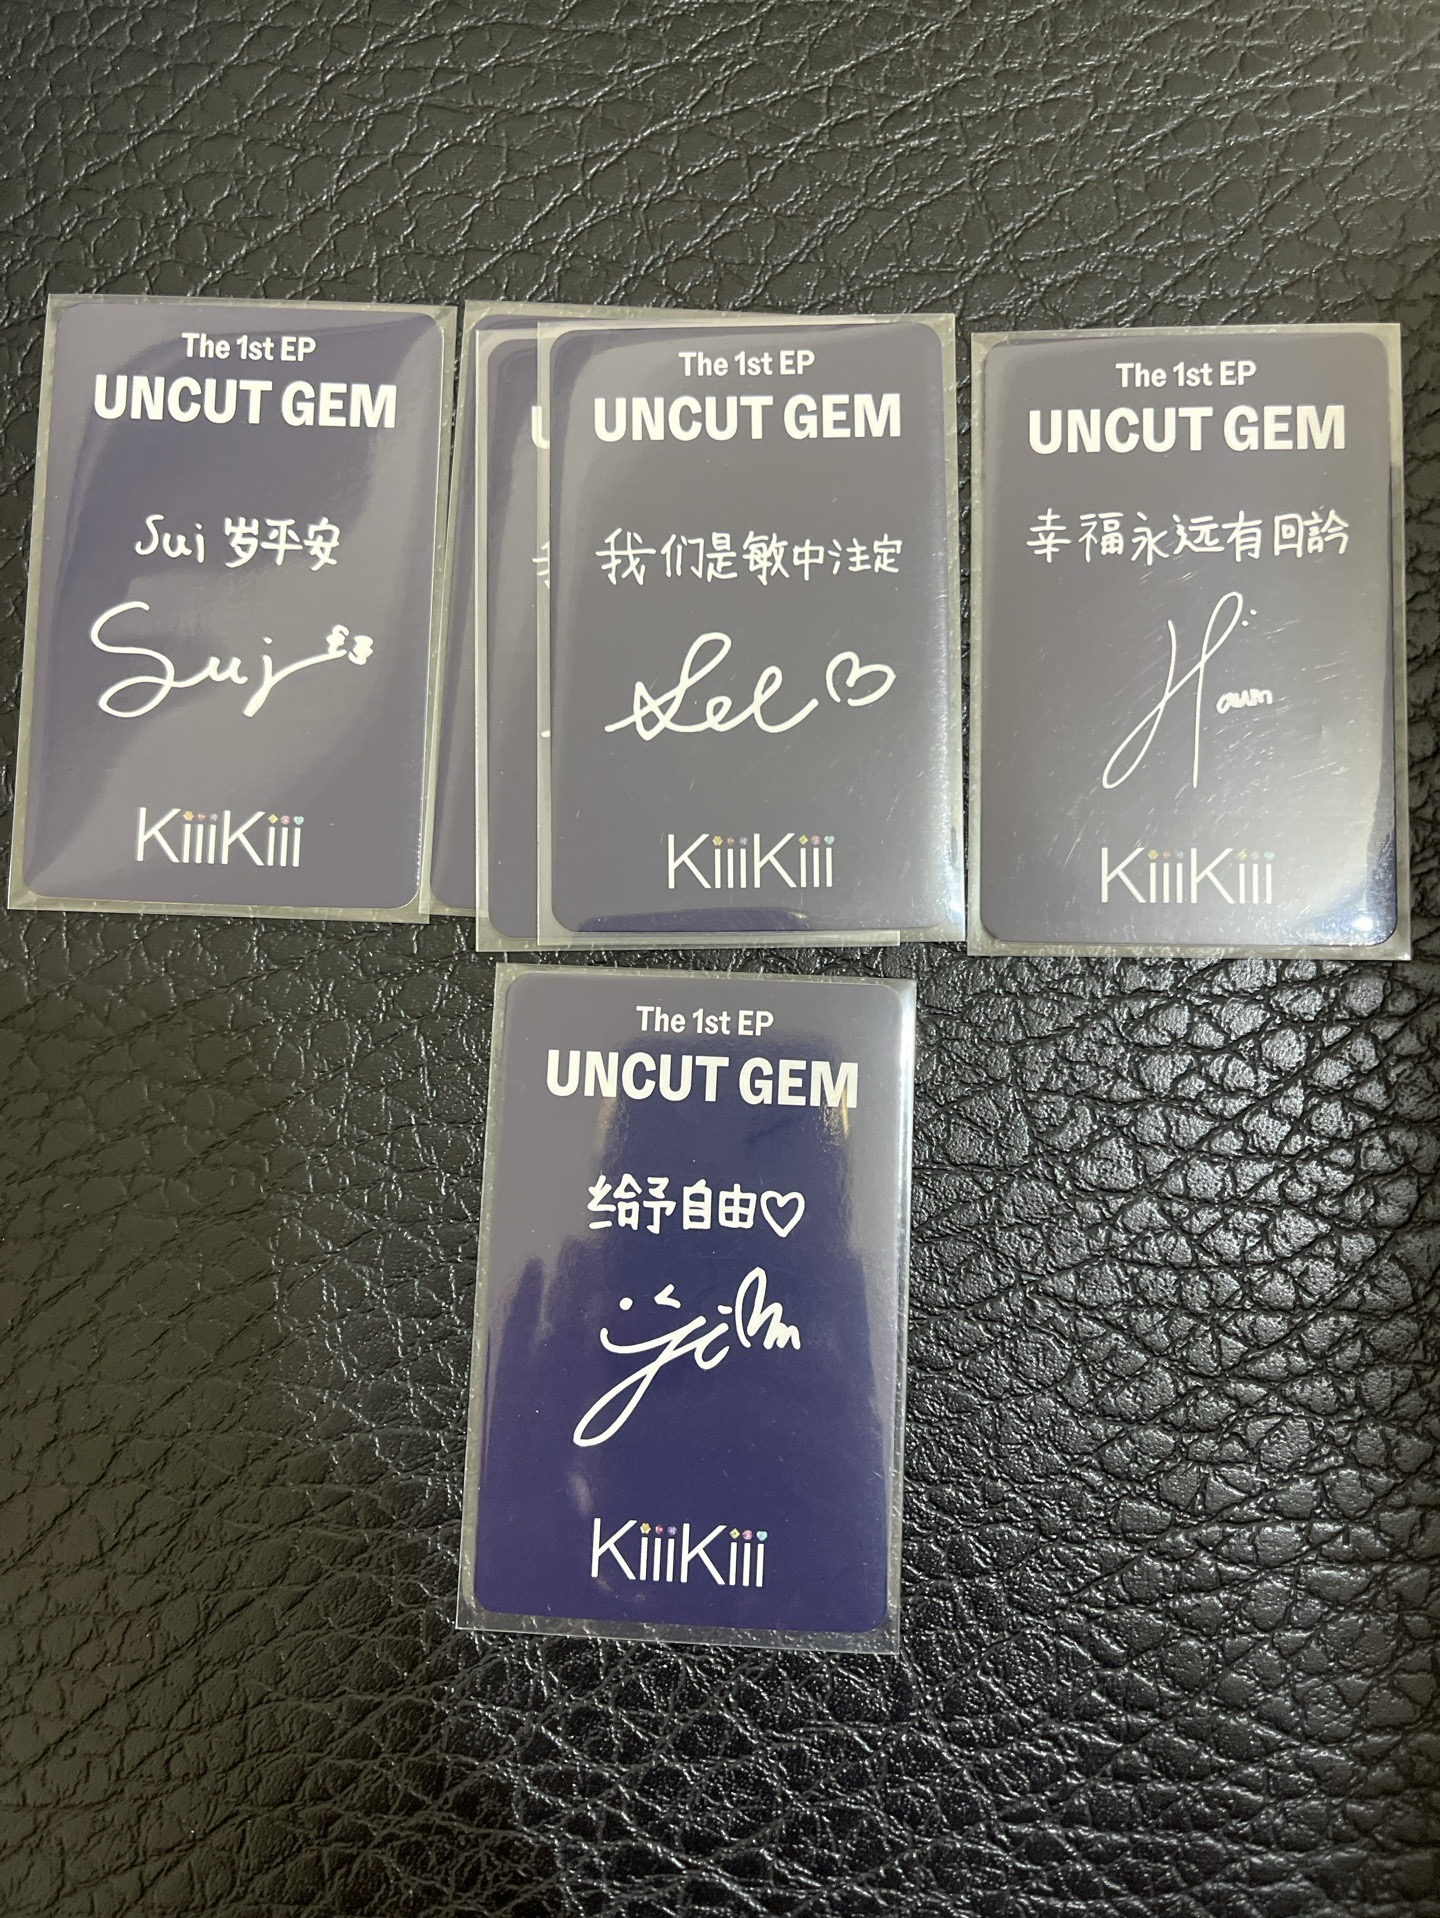 The 1st EP
UNCUT GEM
Sui 岁平安
Sui
KiiiKiii
U
The 1st EP
UNCUT GEM
我们是敏中注定
KiiiKiii
The 1st EP
UNCUT GEM
幸福永远有回診
Haum
KiiiKiii
The 1st EP
UNCUT GEM
给予自由♡
KiiiKiii